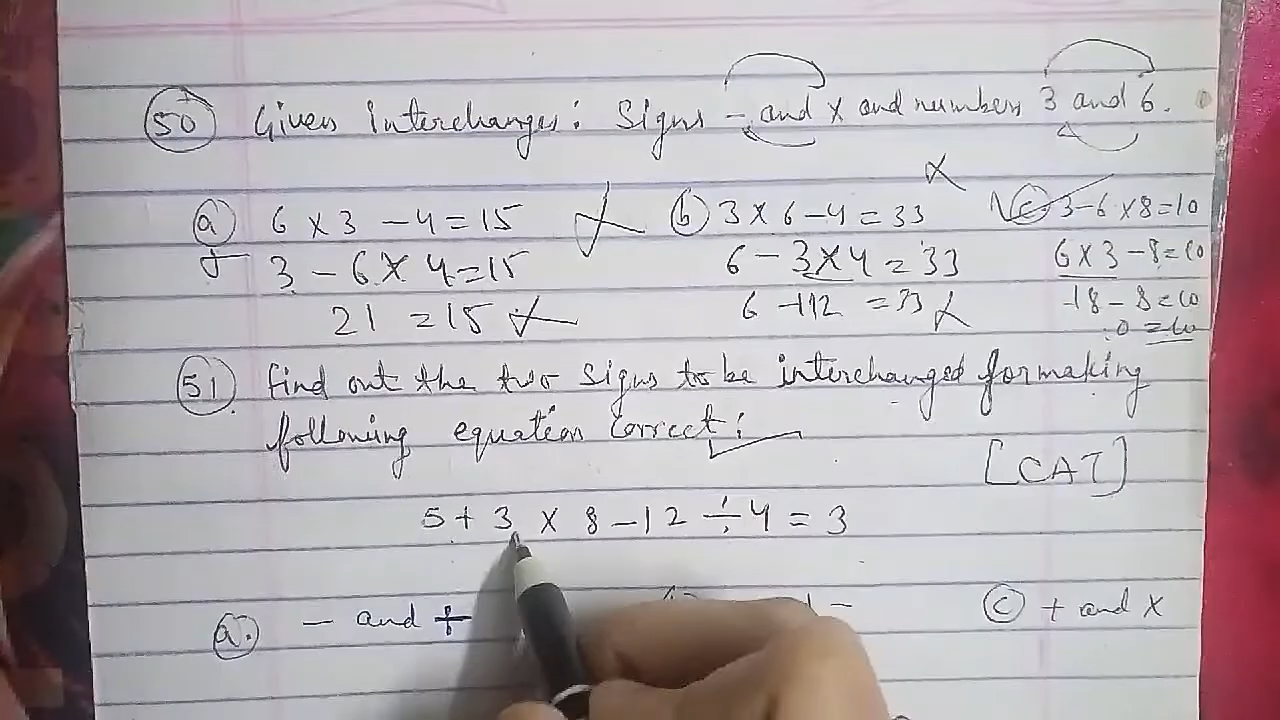 50 Given interchanges: Signs - and × and numbers 3 and 6.
a 6 × 3 - 4 = 15 b 3 × 6 - 4 = 33 c 3 - 6 × 8 = 10
3 - 6 × 4 = 15 6 - 3 × 4 = 33 6 × 3 - 8 = 10
21 = 15 6 - 12 = 33 18 - 8 = 10
10 = 10
51 Find out the two signs to be interchanged for making
following equation correct:
[CAT]
5 + 3 × 8 - 12 ÷ 4 = 3
a. - and + - c + and ×